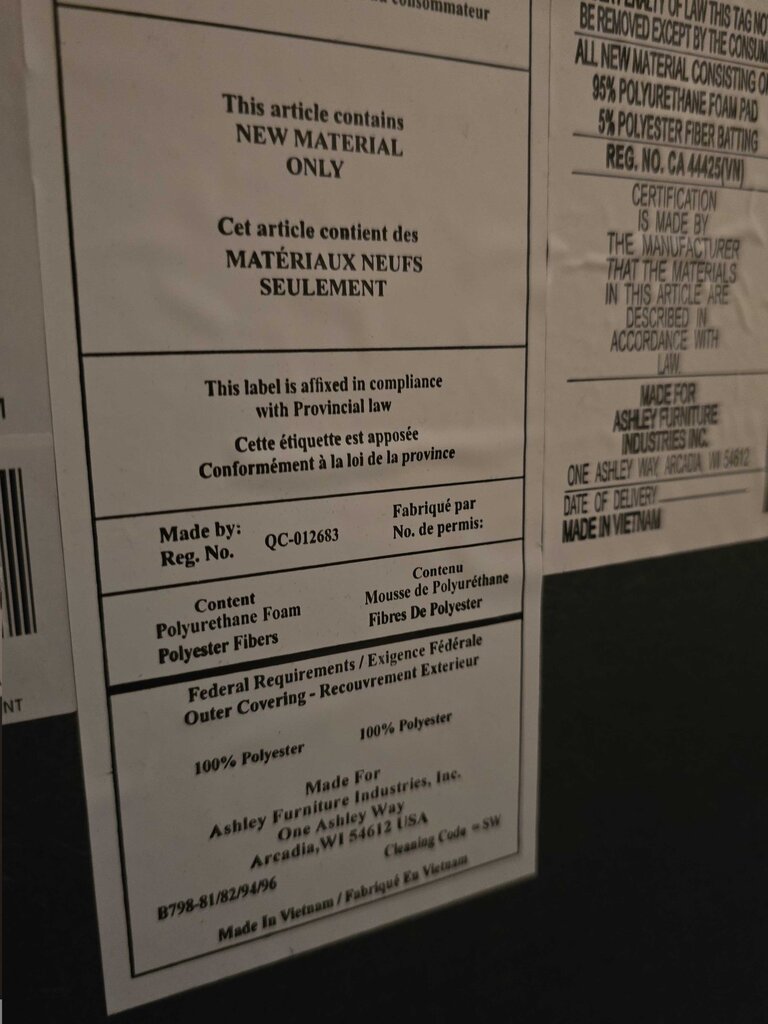 consommateur
This article contains
NEW MATERIAL
ONLY
Cet article contient des
MATÉRIAUX NEUFS
SEULEMENT
This label is affixed in compliance
with Provincial law
Cette étiquette est apposée
Conformément à la loi de la province
Made by:
Reg. No.
QC-012683
Fabriqué par
No. de permis:
Content
Polyurethane Foam
Polyester Fibers
Contenu
Mousse de Polyuréthane
Fibres De Polyester
Federal Requirements / Exigence Fédérale
Outer Covering - Recouvrement Exterieur
100% Polyester
100% Polyester
Made For
Ashley Furniture Industries, Inc.
One Ashley Way
Arcadia,WI 54612 USA
Cleaning Code = SW
B798-81/82/94/96
Made In Vietnam / Fabriqué En Vietnam
OF LAW THIS TAG NOT
BE REMOVED EXCEPT BY THE CONSUM
ALL NEW MATERIAL CONSISTING O
95% POLYURETHANE FOAM PAD
5% POLYESTER FIBER BATTING
REG. NO. CA 44425(VN)
CERTIFICATION
IS MADE BY
THE MANUFACTURER
THAT THE MATERIALS
IN THIS ARTICLE ARE
DESCRIBED IN
ACCORDANCE WITH
LAW.
MADE FOR
ASHLEY FURNITURE
INDUSTRIES INC.
ONE ASHLEY WAY, ARCADIA, WI 54612
DATE OF DELIVERY
MADE IN VIETNAM
NT